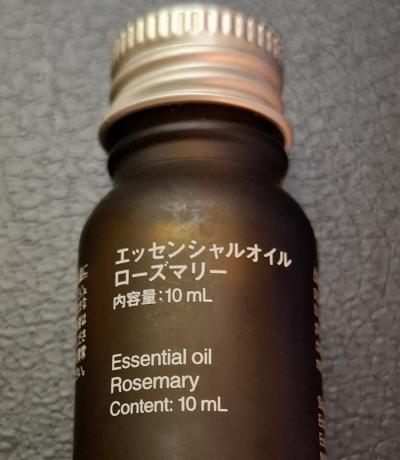 エッセンシャルオイル
ローズマリー
内容量:10 mL
Essential oil
Rosemary
Content: 10 mL